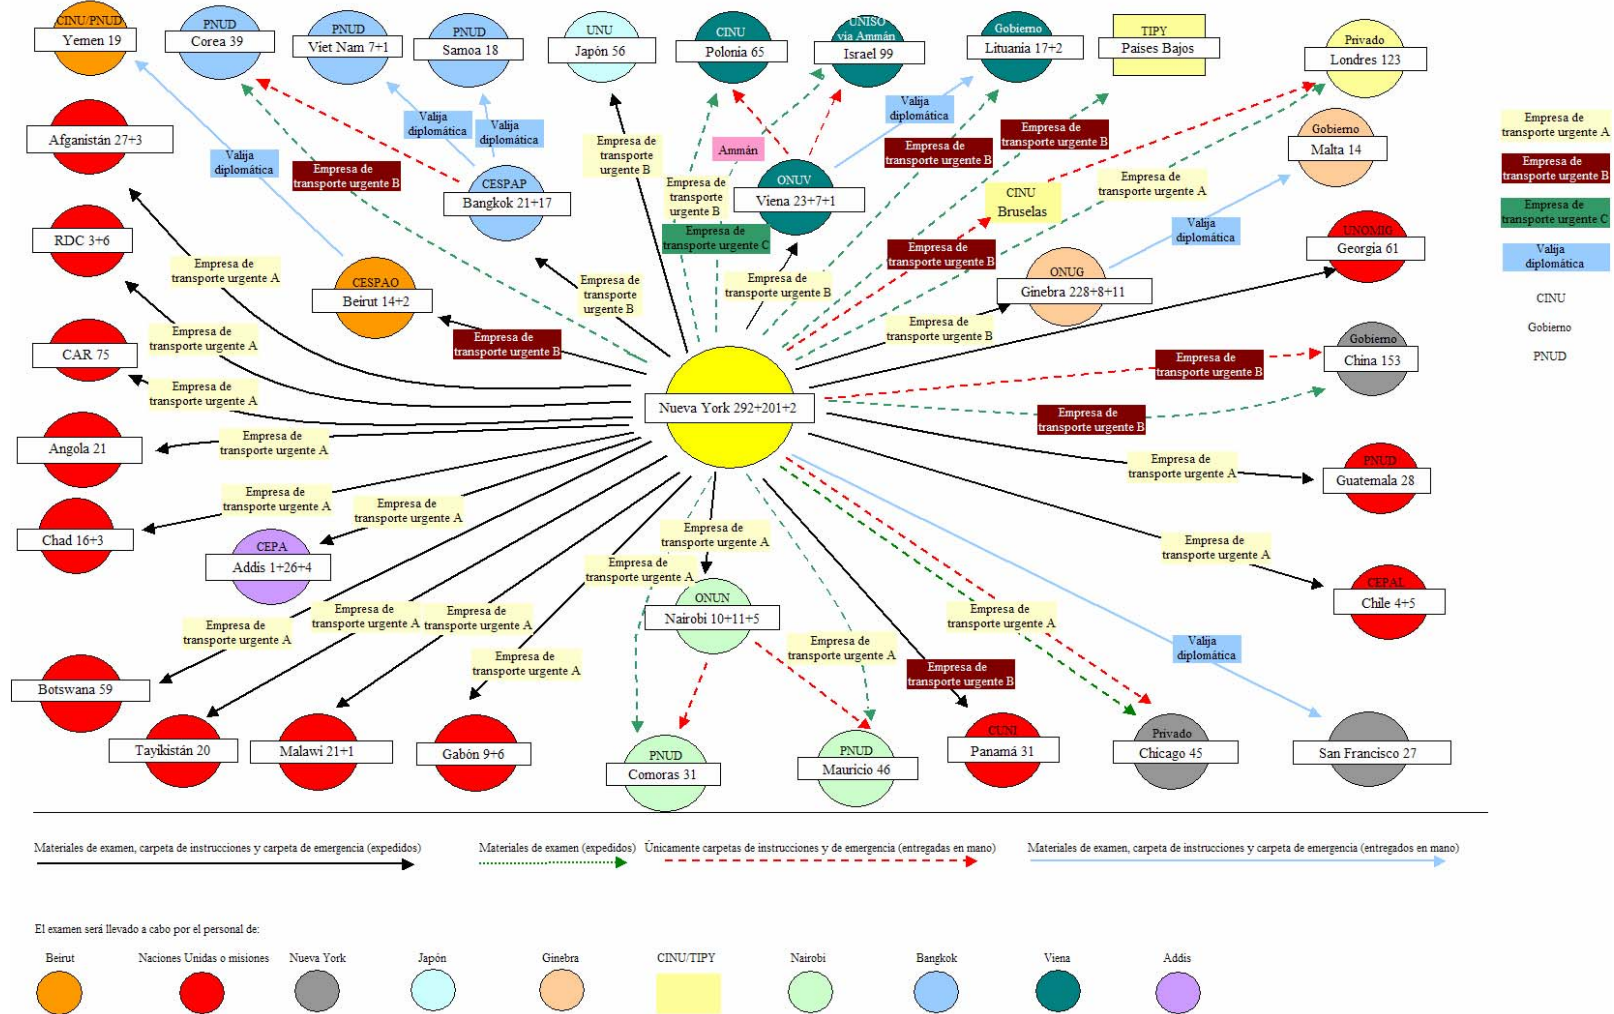 CINU/PNUD
Yemen 19
PNUD
Corea 39
PNUD
Viet Nam 7+1
PNUD
Samoa 18
UNU
Japón 56
CINU
Polonia 65
UNISO
via Ammán
Israel 99
Gobierno
Lituania 17+2
TIPY
Paises Bajos
Privado
Londres 123
Afganistán 27+3
Valija
diplomática
Empresa de
transporte urgente B
Valija
diplomática
Valija
diplomática
Empresa de
transporte
urgente B
Ammán
Valija
diplomática
Empresa de
transporte urgente B
Empresa de
transporte urgente B
Gobierno
Malta 14
Empresa de
transporte urgente A
Empresa de
transporte urgente B
Empresa de
transporte urgente C
Valija
diplomática
CINU
Gobierno
PNUD
CESPAP
Bangkok 21+17
Empresa de
transporte
urgente B
Empresa de
transporte urgente C
ONUV
Viena 23+7+1
CINU
Bruselas
Empresa de
transporte urgente A
Valija
diplomática
RDC 3+6
Empresa de
transporte urgente A
CESPAO
Beirut 14+2
Empresa de
transporte
urgente B
Empresa de
transporte urgente B
Empresa de
transporte urgente B
ONUG
Ginebra 228+8+11
UNOMIG
Georgia 61
CAR 75
Empresa de
transporte urgente A
Empresa de
transporte urgente B
Empresa de
transporte urgente B
Empresa de
transporte urgente B
Gobierno
China 153
Empresa de
transporte urgente A
Nueva York 292+201+2
Empresa de
transporte urgente B
Angola 21
Empresa de
transporte urgente A
Empresa de
transporte urgente A
PNUD
Guatemala 28
Chad 16+3
Empresa de
transporte urgente A
Empresa de
transporte urgente A
CEPA
Addis 1+26+4
Empresa de
transporte urgente A
Empresa de
transporte urgente A
Empresa de
transporte urgente A
CEPAL
Chile 4+5
ONUN
Nairobi 10+11+5
Empresa de
transporte urgente A
Empresa de
transporte urgente A
Empresa de
transporte urgente A
Empresa de
transporte urgente A
Empresa de
transporte urgente A
Empresa de
transporte urgente B
Empresa de
transporte urgente A
Valija
diplomática
Botswana 59
Tayikistán 20
Malawi 21+1
Gabón 9+6
PNUD
Comoras 31
PNUD
Mauricio 46
CUNI
Panamá 31
Privado
Chicago 45
San Francisco 27
Materiales de examen, carpeta de instrucciones y carpeta de emergencia (expedidos)
Materiales de examen (expedidos)
Únicamente carpetas de instrucciones y de emergencia (entregadas en mano)
Materiales de examen, carpeta de instrucciones y carpeta de emergencia (entregados en mano)
El examen será llevado a cabo por el personal de:
Beirut
Naciones Unidas o misiones
Nueva York
Japón
Ginebra
CINU/TIPY
Nairobi
Bangkok
Viena
Addis